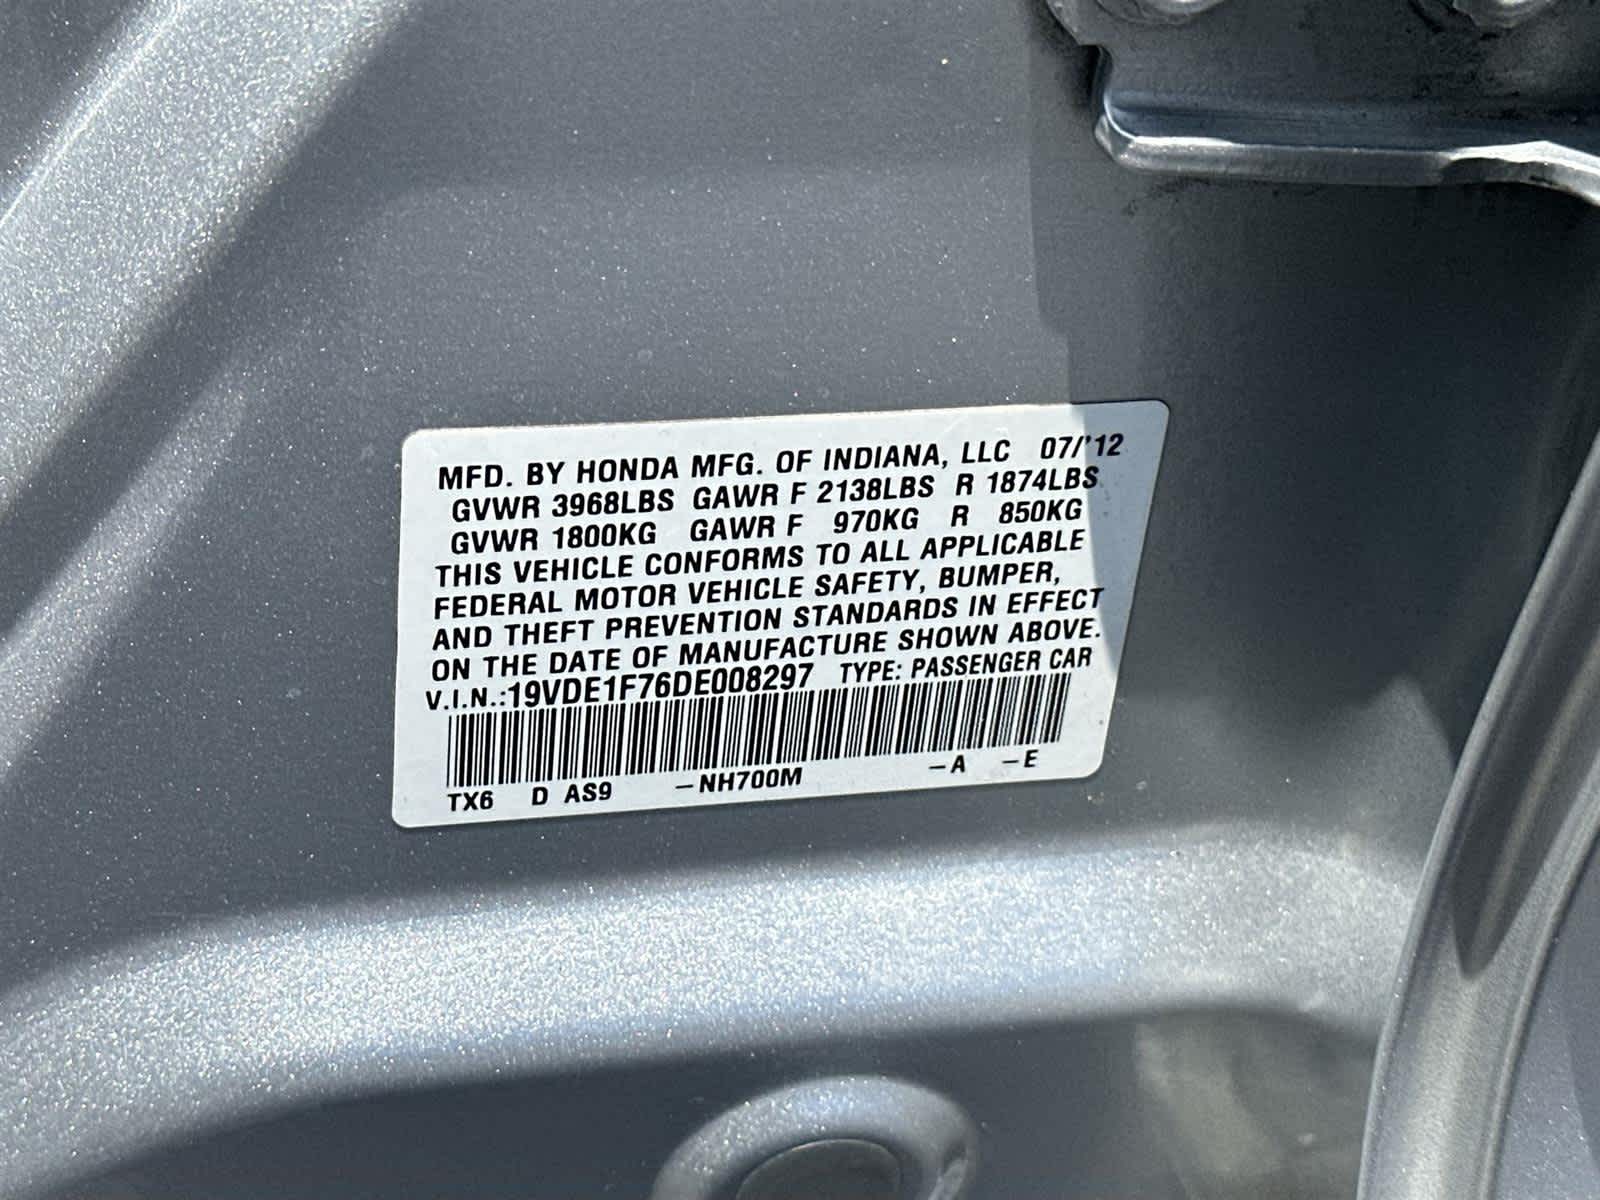 MFD. BY HONDA MFG. OF INDIANA, LLC 07/'12
GVWR 3968LBS GAWR F 2138LBS R 1874LBS
GVWR 1800KG GAWR F 970KG R 850KG
THIS VEHICLE CONFORMS TO ALL APPLICABLE
FEDERAL MOTOR VEHICLE SAFETY, BUMPER,
AND THEFT PREVENTION STANDARDS IN EFFECT
ON THE DATE OF MANUFACTURE SHOWN ABOVE.
V.I.N.:19VDE1F76DE008297 TYPE: PASSENGER CAR
TX6 D AS9 -NH700M -A -E